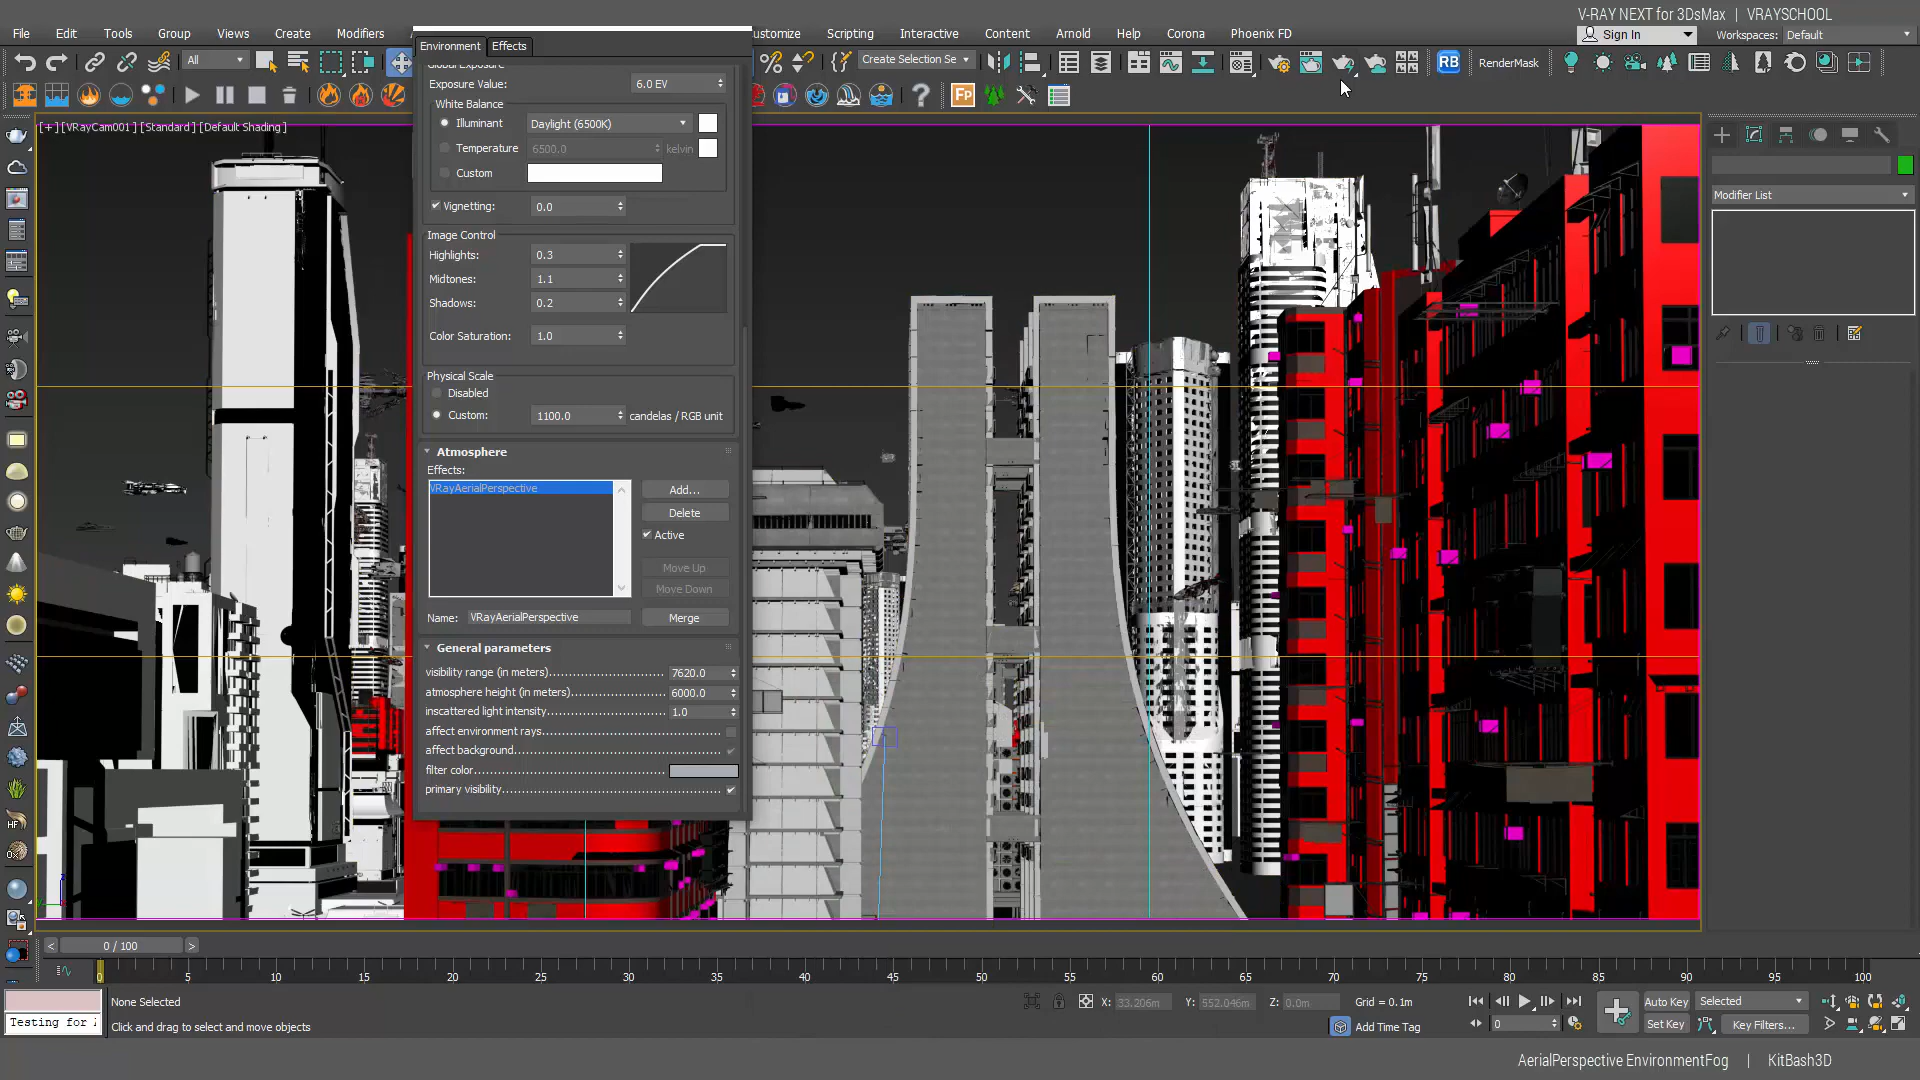 V-RAY NEXT for 3DsMax | VRAYSCHOOL
File Edit Tools Group Views Create Modifiers
Customize Scripting Interactive Content Arnold Help Corona Phoenix FD
Sign In Workspaces: Default
All
Create Selection Se
RB RenderMask
Fp
[+] [VRayCam001] [Standard] [Default Shading]
Environment Effects
Global Exposure
Exposure Value: 6.0 EV
White Balance
Illuminant Daylight (6500K)
Temperature 6500.0 kelvin
Custom
Vignetting: 0.0
Image Control
Highlights: 0.3
Midtones: 1.1
Shadows: 0.2
Color Saturation: 1.0
Physical Scale
Disabled
Custom: 1100.0 candelas / RGB unit
Atmosphere
Effects:
VRayAerialPerspective
Add...
Delete
Active
Move Up
Move Down
Name: VRayAerialPerspective
Merge
General parameters
visibility range (in meters) 7620.0
atmosphere height (in meters) 6000.0
inscattered light intensity 1.0
affect environment rays
affect background
filter color
primary visibility
Modifier List
HF
< 0 / 100 >
0 5 10 15 20 25 30 35 40 45 50 55 60 65 70 75 80 85 90 95 100
None Selected
X: 33.206m Y: 552.046m Z: 0.0m Grid = 0.1m
Auto Key Selected
Testing for
Click and drag to select and move objects
Add Time Tag
0
Set Key Key Filters...
AerialPerspective EnvironmentFog | KitBash3D